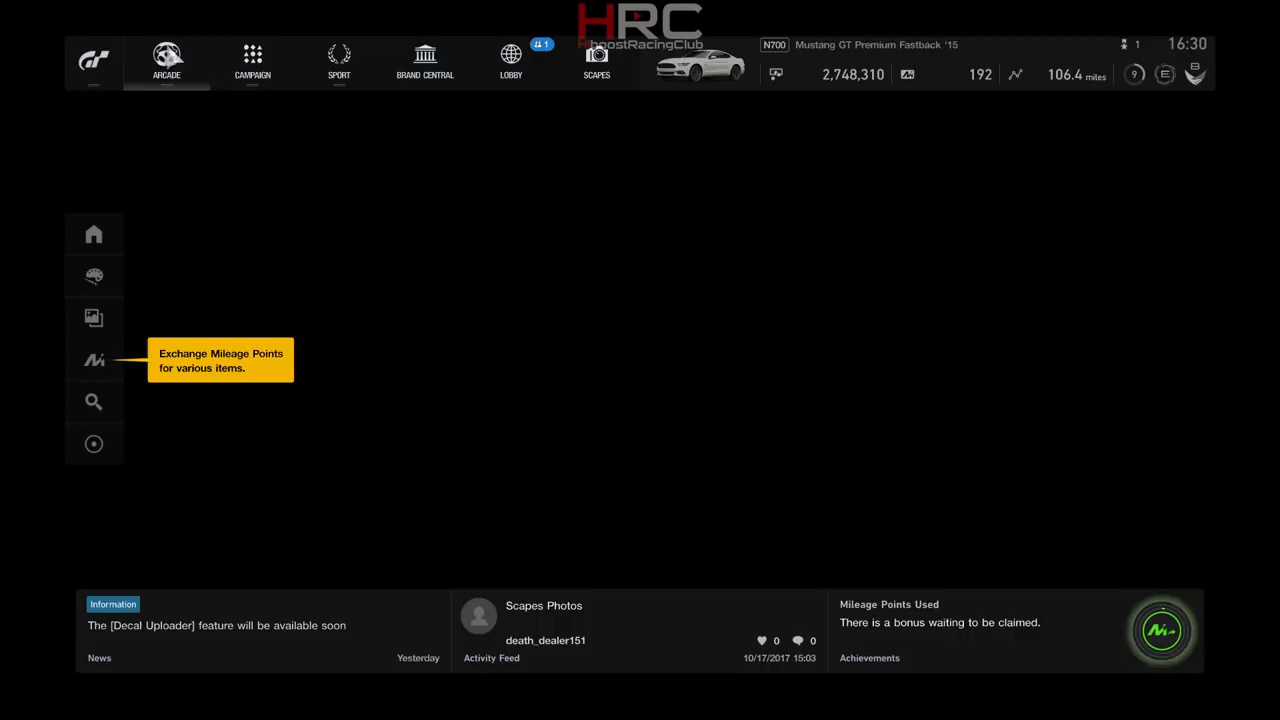 HRC
HiboostRacingClub
ARCADE
CAMPAIGN
SPORT
BRAND CENTRAL
LOBBY
1
SCAPES
N700 Mustang GT Premium Fastback '15
1
16:30
2,748,310
192
106.4 miles
9
E
B
Exchange Mileage Points
for various items.
Information
The [Decal Uploader] feature will be available soon
News
Yesterday
Scapes Photos
death_dealer151
0
0
Activity Feed
10/17/2017 15:03
Mileage Points Used
There is a bonus waiting to be claimed.
Achievements